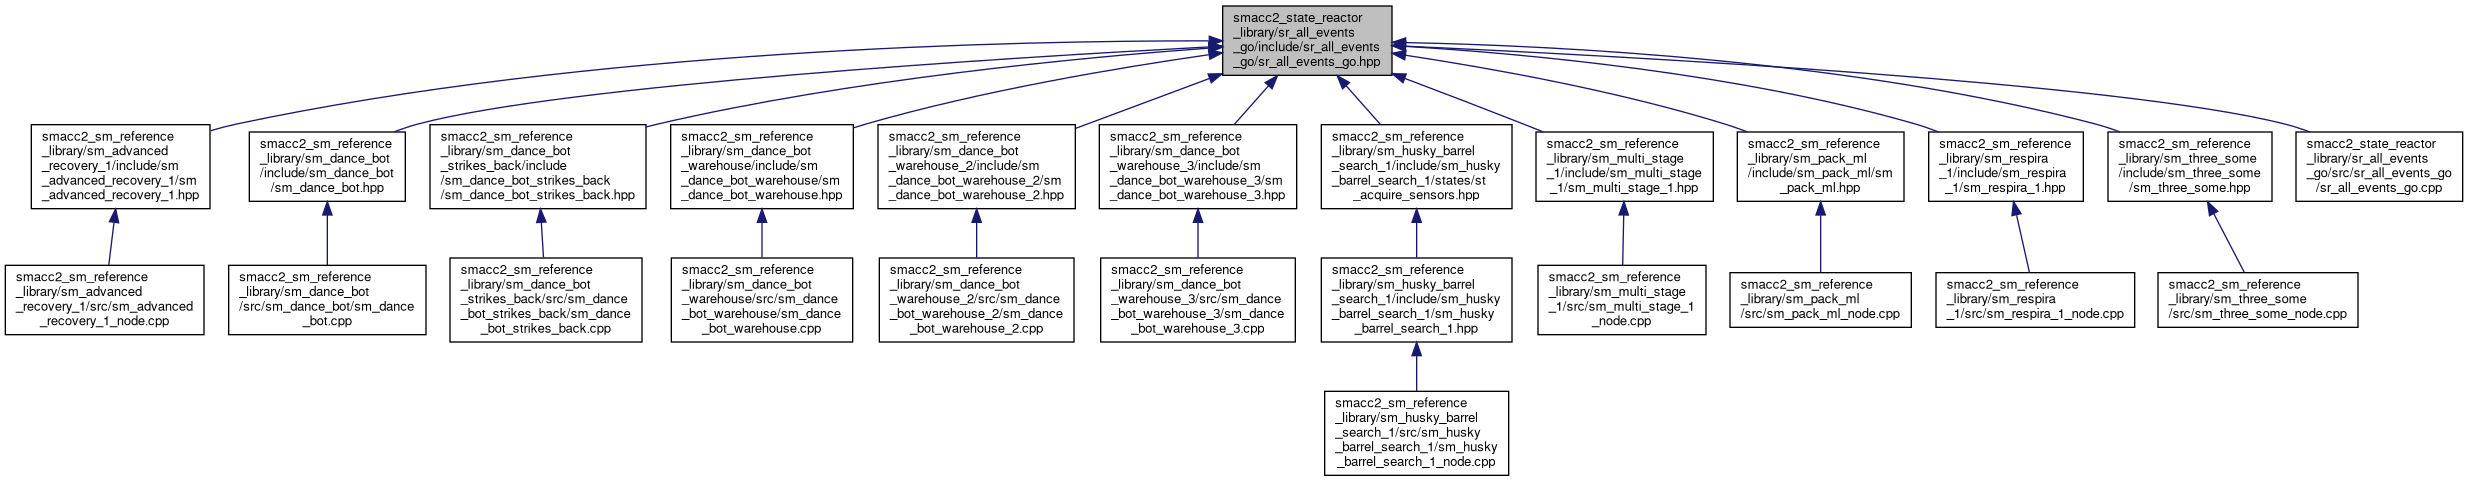 smacc2_state_reactor
_library/sr_all_events
_go/include/sr_all_events
_go/sr_all_events_go.hpp
smacc2_sm_reference
_library/sm_advanced
_recovery_1/include/sm
_advanced_recovery_1/sm
_advanced_recovery_1.hpp
smacc2_sm_reference
_library/sm_dance_bot
/include/sm_dance_bot
/sm_dance_bot.hpp
smacc2_sm_reference
_library/sm_dance_bot
_strikes_back/include
/sm_dance_bot_strikes_back
/sm_dance_bot_strikes_back.hpp
smacc2_sm_reference
_library/sm_dance_bot
_warehouse/include/sm
_dance_bot_warehouse/sm
_dance_bot_warehouse.hpp
smacc2_sm_reference
_library/sm_dance_bot
_warehouse_2/include/sm
_dance_bot_warehouse_2/sm
_dance_bot_warehouse_2.hpp
smacc2_sm_reference
_library/sm_dance_bot
_warehouse_3/include/sm
_dance_bot_warehouse_3/sm
_dance_bot_warehouse_3.hpp
smacc2_sm_reference
_library/sm_husky_barrel
_search_1/include/sm_husky
_barrel_search_1/states/st
_acquire_sensors.hpp
smacc2_sm_reference
_library/sm_multi_stage
_1/include/sm_multi_stage
_1/sm_multi_stage_1.hpp
smacc2_sm_reference
_library/sm_pack_ml
/include/sm_pack_ml/sm
_pack_ml.hpp
smacc2_sm_reference
_library/sm_respira
_1/include/sm_respira
_1/sm_respira_1.hpp
smacc2_sm_reference
_library/sm_three_some
/include/sm_three_some
/sm_three_some.hpp
smacc2_state_reactor
_library/sr_all_events
_go/src/sr_all_events_go
/sr_all_events_go.cpp
smacc2_sm_reference
_library/sm_advanced
_recovery_1/src/sm_advanced
_recovery_1_node.cpp
smacc2_sm_reference
_library/sm_dance_bot
/src/sm_dance_bot/sm_dance
_bot.cpp
smacc2_sm_reference
_library/sm_dance_bot
_strikes_back/src/sm_dance
_bot_strikes_back/sm_dance
_bot_strikes_back.cpp
smacc2_sm_reference
_library/sm_dance_bot
_warehouse/src/sm_dance
_bot_warehouse/sm_dance
_bot_warehouse.cpp
smacc2_sm_reference
_library/sm_dance_bot
_warehouse_2/src/sm_dance
_bot_warehouse_2/sm_dance
_bot_warehouse_2.cpp
smacc2_sm_reference
_library/sm_dance_bot
_warehouse_3/src/sm_dance
_bot_warehouse_3/sm_dance
_bot_warehouse_3.cpp
smacc2_sm_reference
_library/sm_husky_barrel
_search_1/include/sm_husky
_barrel_search_1/sm_husky
_barrel_search_1.hpp
smacc2_sm_reference
_library/sm_multi_stage
_1/src/sm_multi_stage_1
_node.cpp
smacc2_sm_reference
_library/sm_pack_ml
/src/sm_pack_ml_node.cpp
smacc2_sm_reference
_library/sm_respira
_1/src/sm_respira_1_node.cpp
smacc2_sm_reference
_library/sm_three_some
/src/sm_three_some_node.cpp
smacc2_sm_reference
_library/sm_husky_barrel
_search_1/src/sm_husky
_barrel_search_1/sm_husky
_barrel_search_1_node.cpp